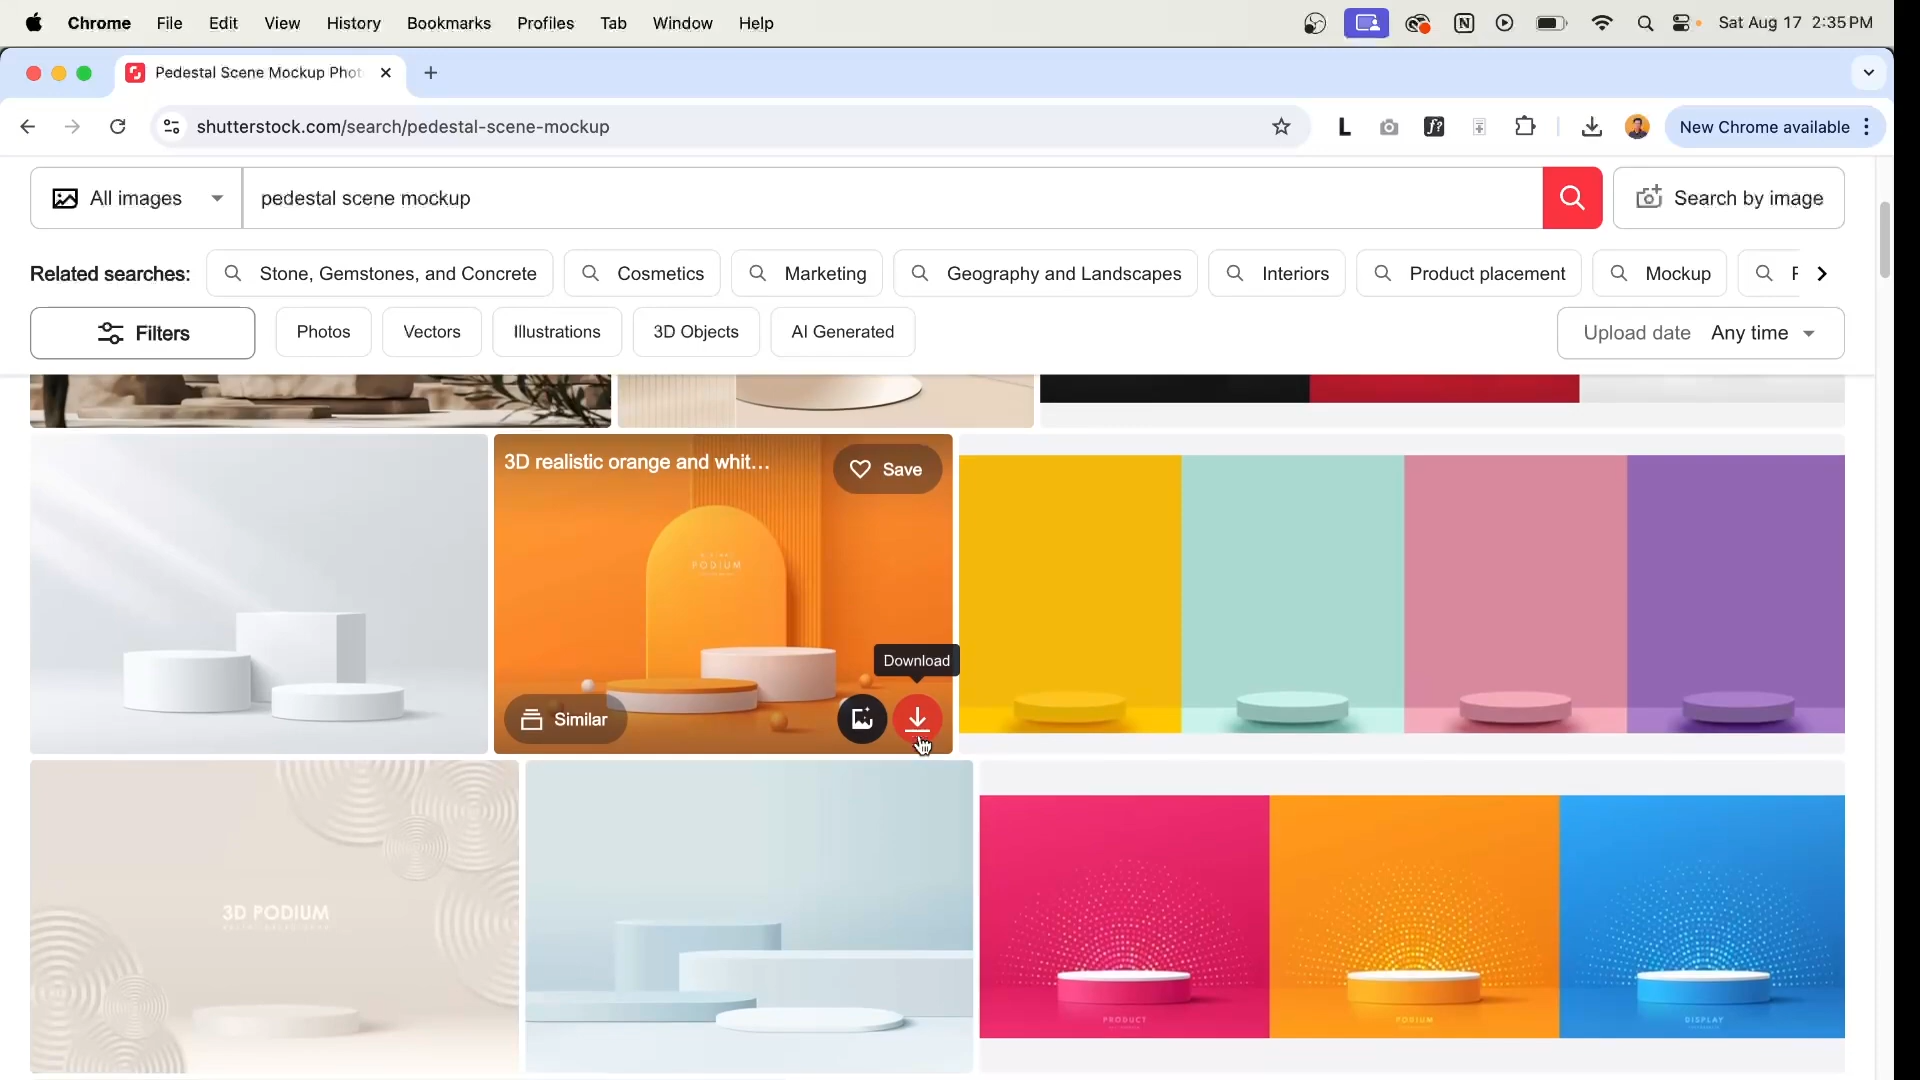 Chrome File Edit View History Bookmarks Profiles Tab Window Help Sat Aug 17 2:35 PM
Pedestal Scene Mockup Phot
shutterstock.com/search/pedestal-scene-mockup New Chrome available
All images pedestal scene mockup Search by image
Related searches: Stone, Gemstones, and Concrete Cosmetics Marketing Geography and Landscapes Interiors Product placement Mockup
Filters Photos Vectors Illustrations 3D Objects AI Generated Upload date Any time
3D realistic orange and whit... Save
PODIUM
Download
Similar
3D PODIUM
PRODUCT PODIUM DISPLAY